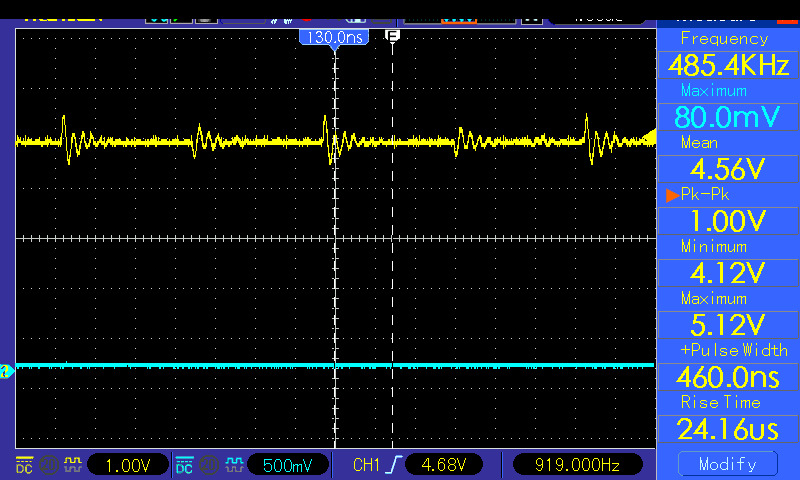 130.0ns
F
Frequency
485.4KHz
Maximum
80.0mV
Mean
4.56V
Pk-Pk
1.00V
Minimum
4.12V
Maximum
5.12V
+Pulse Width
460.0ns
Rise Time
24.16us
DC 1.00V DC 500mV CH1 4.68V 919.000Hz Modify